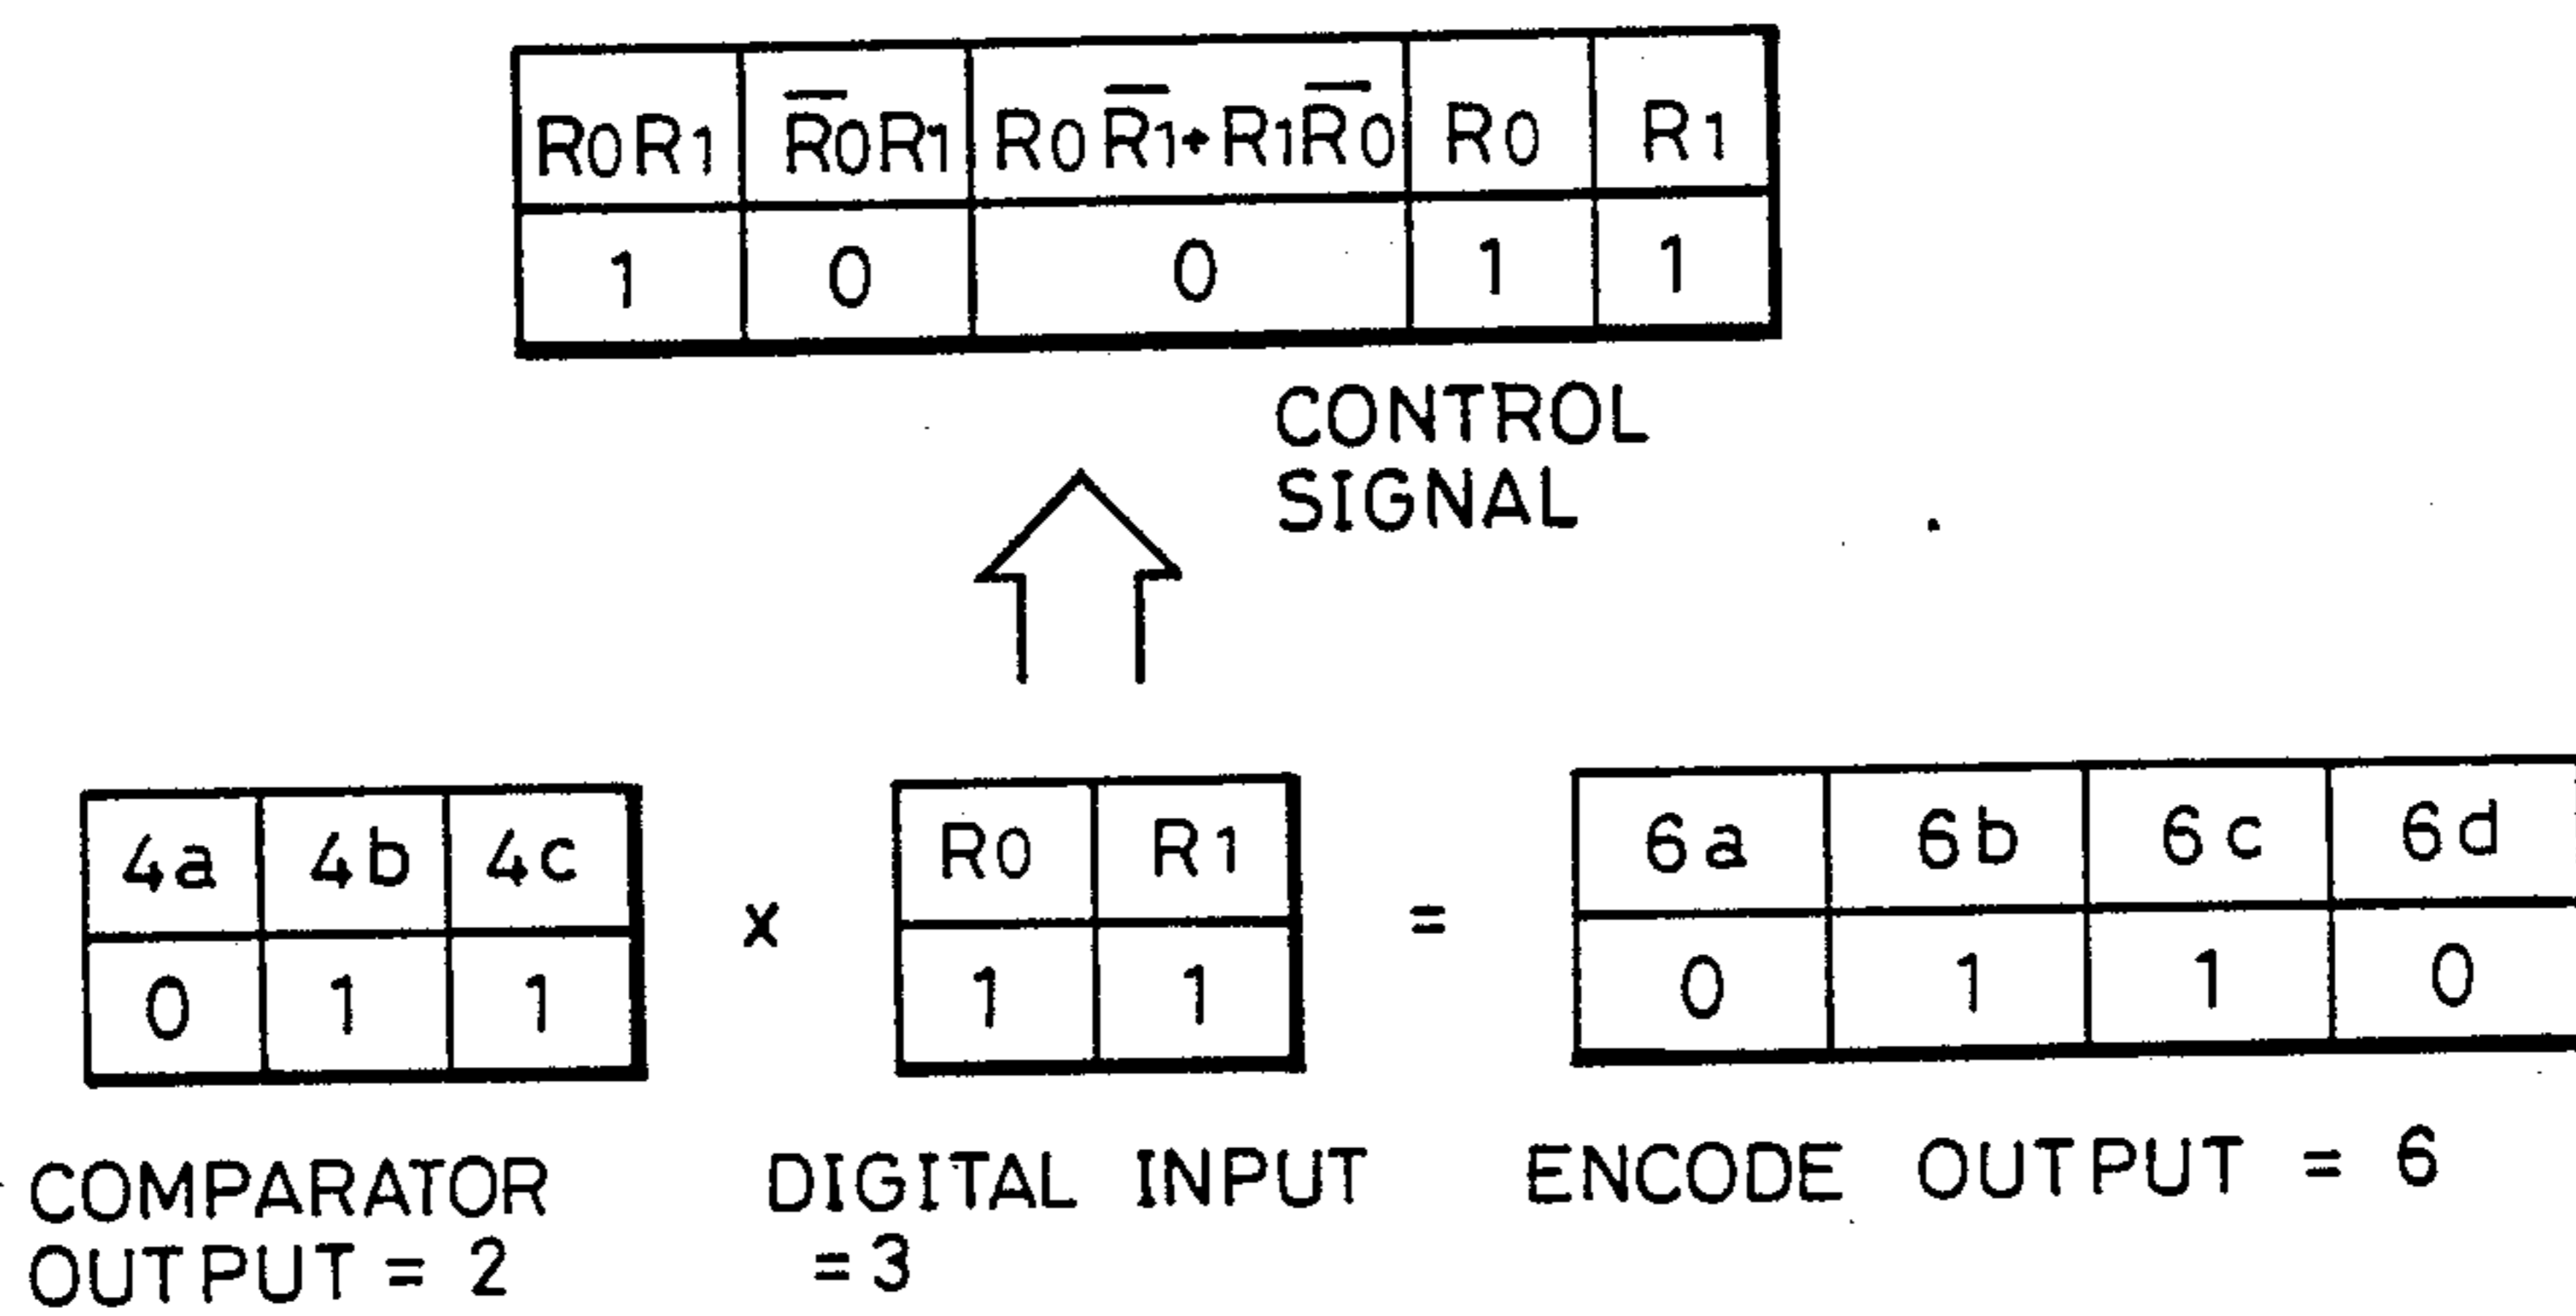 R0R1 R̅0R1 R0R̅1+R1R̅0 R0 R1
1 0 0 1 1
CONTROL
SIGNAL
4a 4b 4c
0 1 1
x
R0 R1
1 1
=
6a 6b 6c 6d
0 1 1 0
COMPARATOR
OUTPUT = 2
DIGITAL INPUT
=3
ENCODE OUTPUT = 6